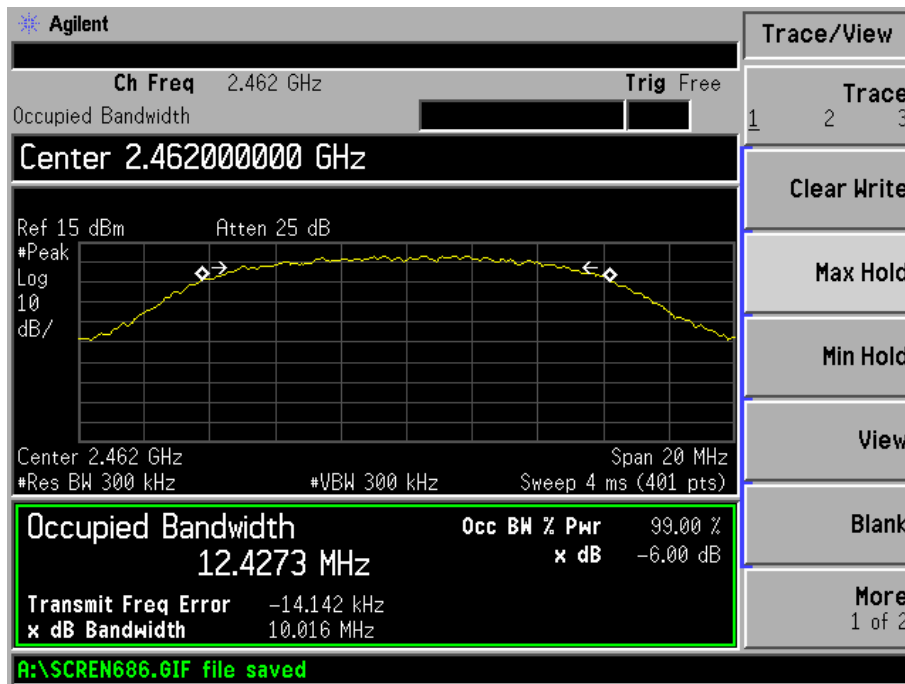 Agilent
Ch Freq 2.462 GHz Trig Free
Occupied Bandwidth
Center 2.462000000 GHz
Ref 15 dBm Atten 25 dB
#Peak
Log
10
dB/
Center 2.462 GHz Span 20 MHz
#Res BW 300 kHz #VBW 300 kHz Sweep 4 ms (401 pts)
Occupied Bandwidth Occ BW % Pwr 99.00 %
12.4273 MHz x dB -6.00 dB
Transmit Freq Error -14.142 kHz
x dB Bandwidth 10.016 MHz
A:\SCREN686.GIF file saved
Trace/View
Trace
1 2 3
Clear Write
Max Hold
Min Hold
View
Blank
More
1 of 2